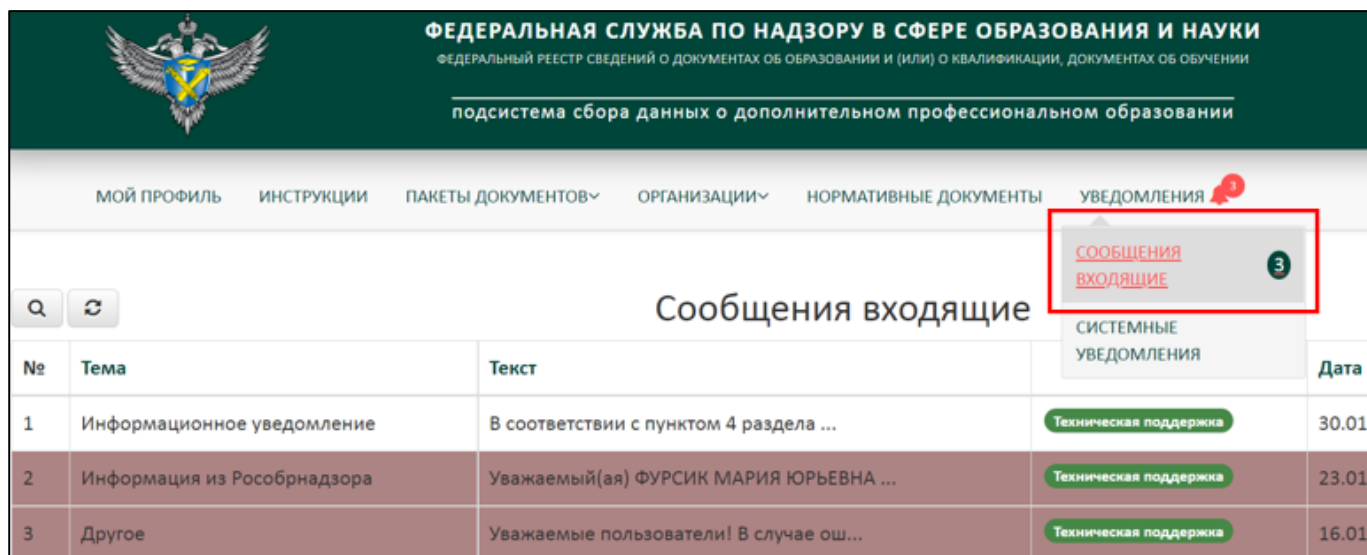 ФЕДЕРАЛЬНАЯ СЛУЖБА ПО НАДЗОРУ В СФЕРЕ ОБРАЗОВАНИЯ И НАУКИ
ФЕДЕРАЛЬНЫЙ РЕЕСТР СВЕДЕНИЙ О ДОКУМЕНТАХ ОБ ОБРАЗОВАНИИ И (ИЛИ) О КВАЛИФИКАЦИИ, ДОКУМЕНТАХ ОБ ОБУЧЕНИИ
подсистема сбора данных о дополнительном профессиональном образовании
МОЙ ПРОФИЛЬ ИНСТРУКЦИИ ПАКЕТЫ ДОКУМЕНТОВ ОРГАНИЗАЦИИ НОРМАТИВНЫЕ ДОКУМЕНТЫ УВЕДОМЛЕНИЯ 3
СООБЩЕНИЯ
ВХОДЯЩИЕ 3
СИСТЕМНЫЕ
УВЕДОМЛЕНИЯ
Сообщения входящие
№ Тема Текст Дата
1 Информационное уведомление В соответствии с пунктом 4 раздела ... Техническая поддержка 30.01
2 Информация из Рособрнадзора Уважаемый(ая) ФУРСИК МАРИЯ ЮРЬЕВНА ... Техническая поддержка 23.01
3 Другое Уважаемые пользователи! В случае ош... Техническая поддержка 16.01